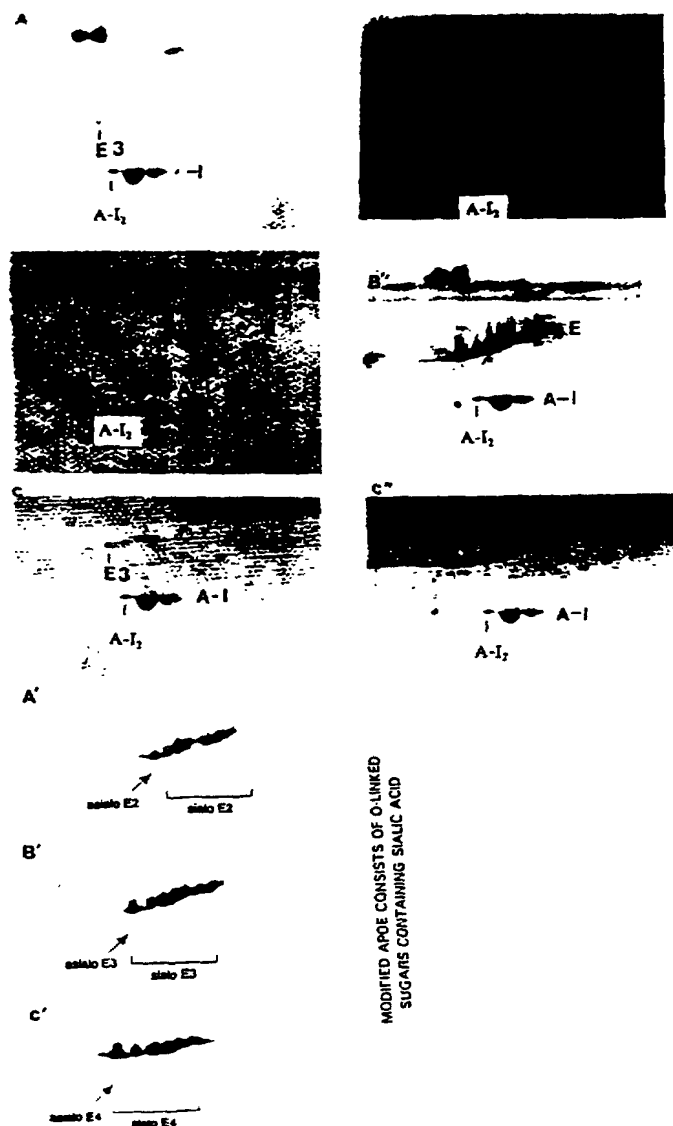 A
E 3
A-I₂
A-I₂
A-I₂
B''
E
A-I
A-I₂
C
E3
A-I
A-I₂
C''
A-I
A-I₂
A'
asialo E2
sialo E2
B'
asialo E3
sialo E3
C'
asialo E4
sialo E4
MODIFIED APOE CONSISTS OF O-LINKED
SUGARS CONTAINING SIALIC ACID